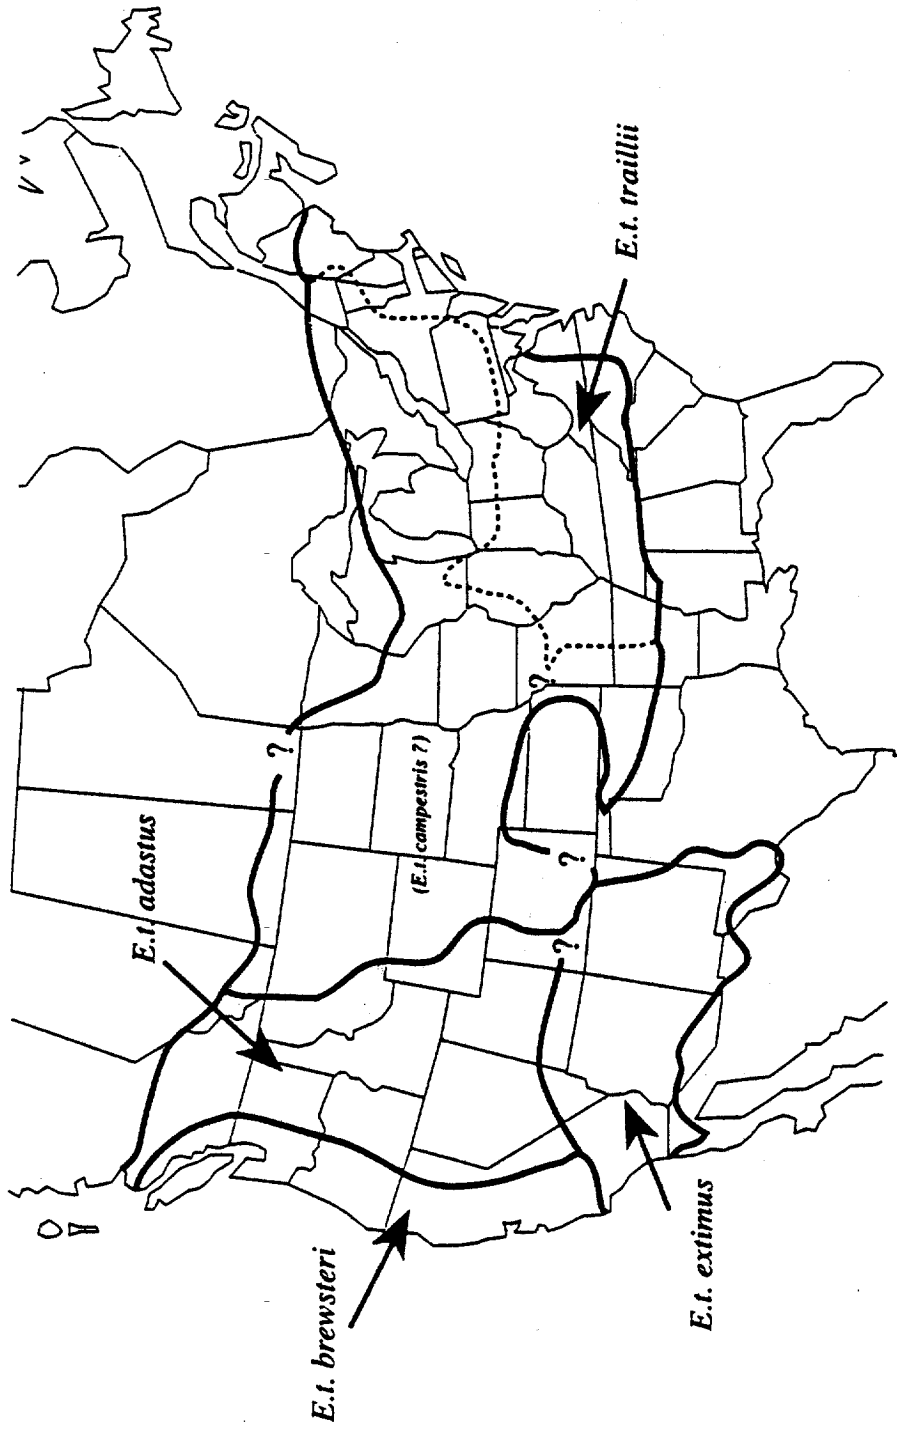 E.t. adastus
?
E.t. brewsteri
(E.t. campestris ?)
?
?
?
E.t. traillii
E.t. extimus